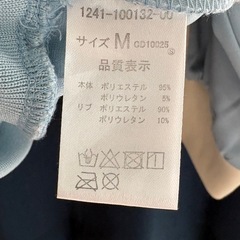 1241-100132-00
サイズ M GD10025
品質表示
本体 ポリエステル 95%
ポリウレタン 5%
リブ ポリエステル 90%
ポリウレタン 10%